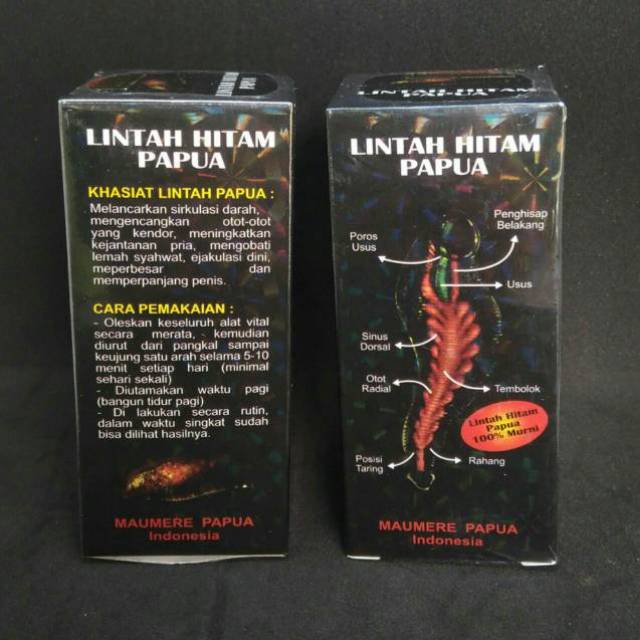 LINTAH HITAM
PAPUA
KHASIAT LINTAH PAPUA :
Melancarkan sirkulasi darah,
mengencangkan otot-otot
yang kendor, meningkatkan
kejantanan pria, mengobati
lemah syahwat, ejakulasi dini,
meperbesar dan
memperpanjang penis.
CARA PEMAKAIAN :
- Oleskan keseluruh alat vital
secara merata, kemudian
diurut dari pangkal sampai
keujung satu arah selama 5-10
menit setiap hari (minimal
sehari sekali)
- Diutamakan waktu pagi
(bangun tidur pagi)
- Di lakukan secara rutin,
dalam waktu singkat sudah
bisa dilihat hasilnya.
MAUMERE PAPUA
Indonesia
LINTAH HITAM
LINTAH HITAM
PAPUA
Penghisap
Belakang
Poros
Usus
Usus
Sinus
Dorsal
Otot
Radial
Tembolok
Lintah Hitam
Papua
100% Murni
Posisi
Taring
Rahang
MAUMERE PAPUA
Indonesia